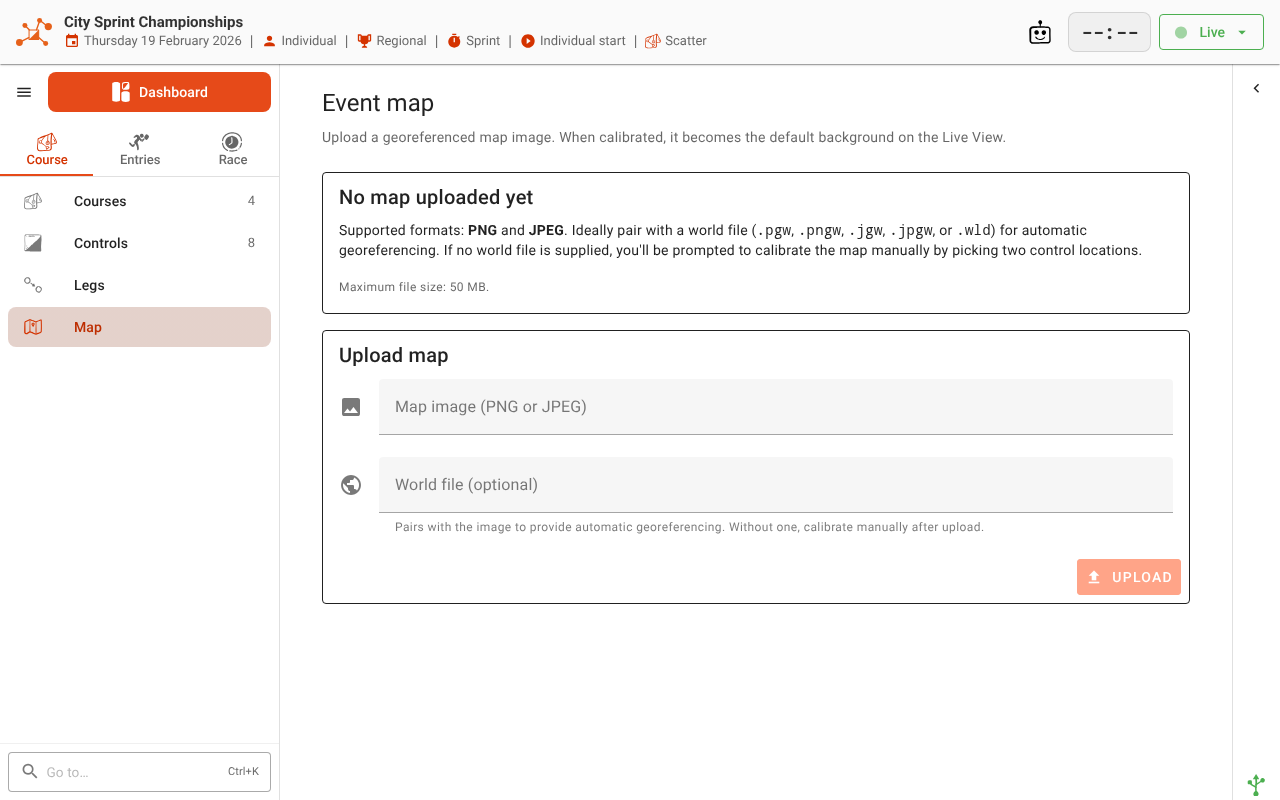 City Sprint Championships
Thursday 19 February 2026 | Individual | Regional | Sprint | Individual start | Scatter
--:--
Live
Dashboard
Course
Entries
Race
Courses 4
Controls 8
Legs
Map
Go to… Ctrl+K
Event map
Upload a georeferenced map image. When calibrated, it becomes the default background on the Live View.
No map uploaded yet
Supported formats: PNG and JPEG. Ideally pair with a world file (.pgw, .pngw, .jgw, .jpgw, or .wld) for automatic
georeferencing. If no world file is supplied, you'll be prompted to calibrate the map manually by picking two control locations.
Maximum file size: 50 MB.
Upload map
Map image (PNG or JPEG)
World file (optional)
Pairs with the image to provide automatic georeferencing. Without one, calibrate manually after upload.
UPLOAD